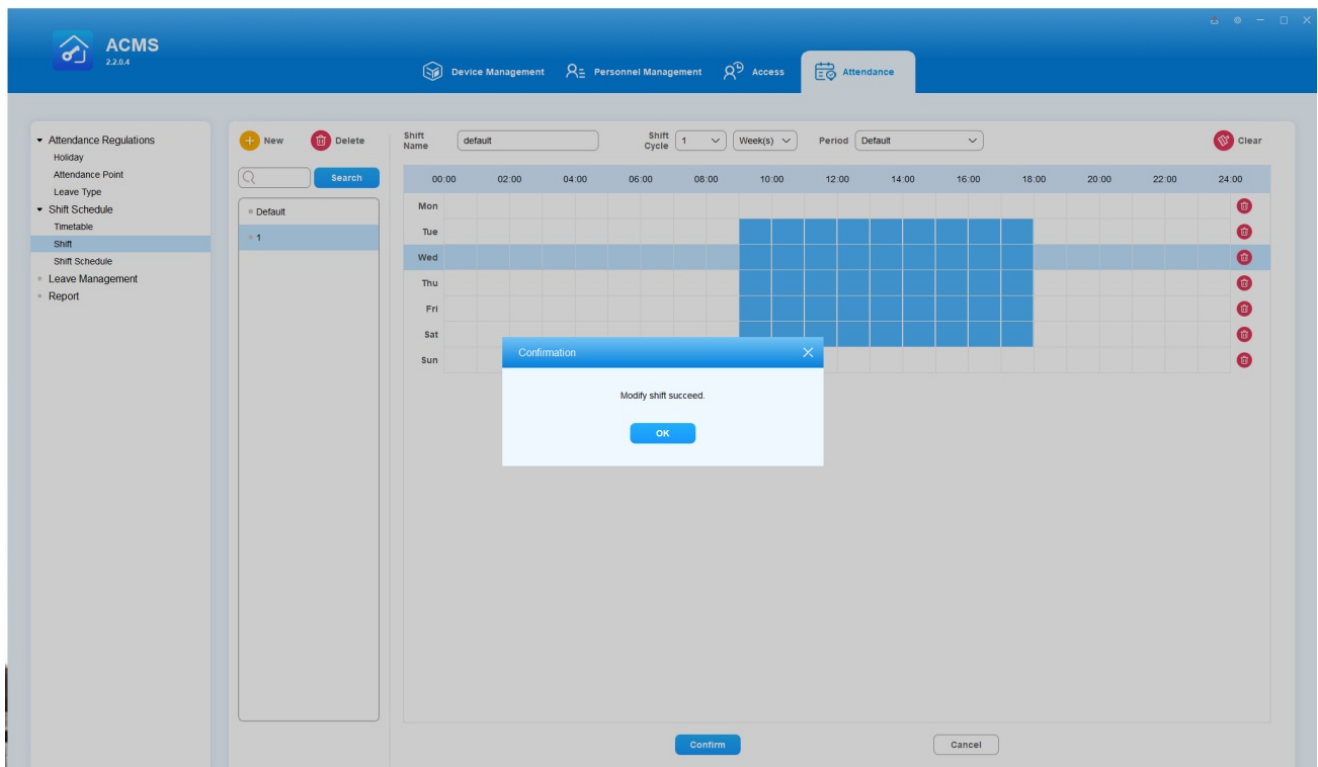 ACMS
2.2.0.4
Device Management
Personnel Management
Access
Attendance
Attendance Regulations
Holiday
Attendance Point
Leave Type
Shift Schedule
Timetable
Shift
Shift Schedule
Leave Management
Report
New
Delete
Search
Default
1
Shift
Name
default
Shift
Cycle
1
Week(s)
Period
Default
Clear
00:00 02:00 04:00 06:00 08:00 10:00 12:00 14:00 16:00 18:00 20:00 22:00 24:00
Mon
Tue
Wed
Thu
Fri
Sat
Sun
Confirmation
Modify shift succeed.
OK
Confirm
Cancel